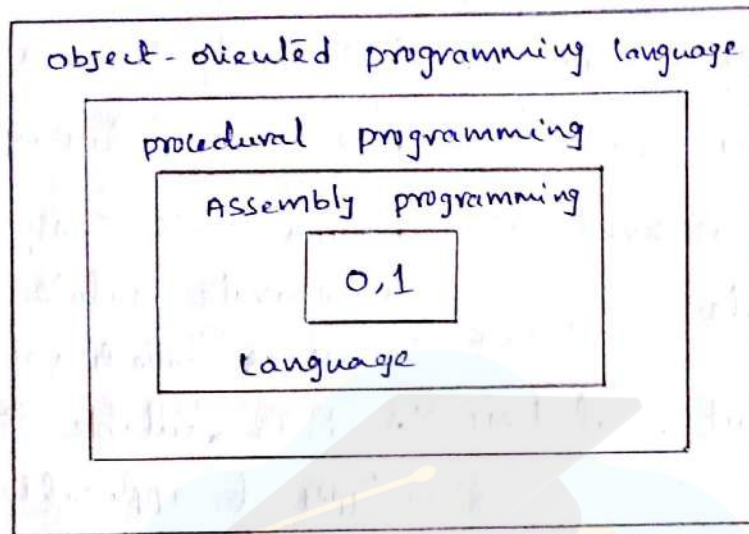 object-oriented programming language
procedural programming
Assembly programming
0,1
language